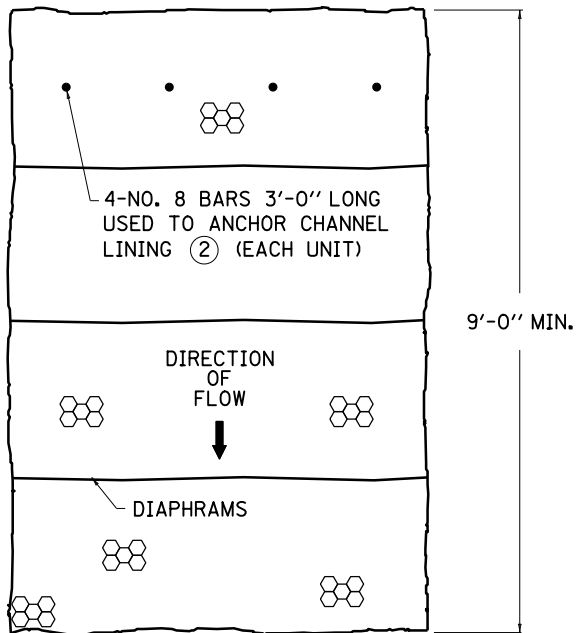 4-NO. 8 BARS 3'-0'' LONG
USED TO ANCHOR CHANNEL
LINING ② (EACH UNIT)
9'-0'' MIN.
DIRECTION
OF
FLOW
DIAPHRAMS